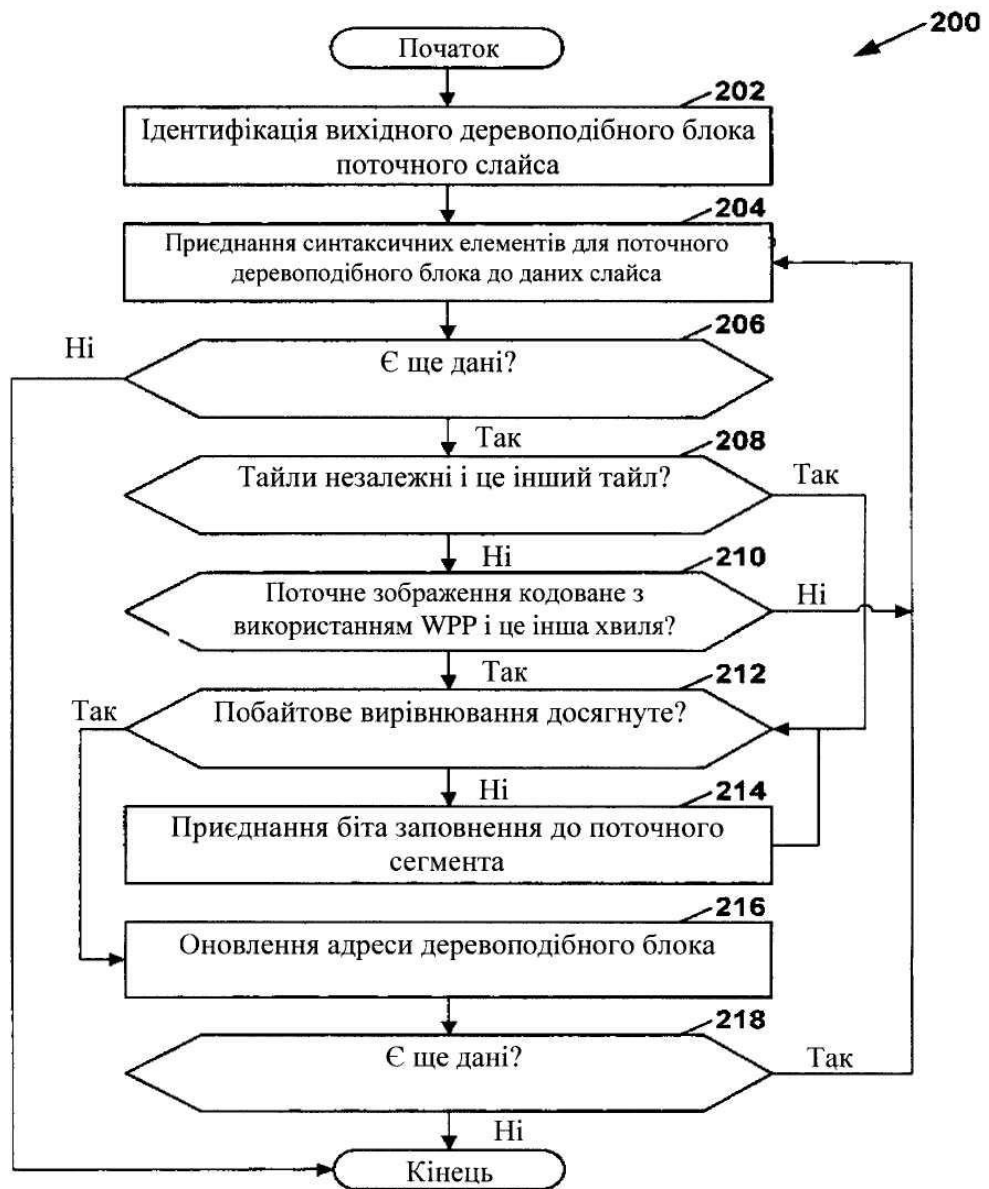 200
Початок
202
Ідентифікація вихідного деревоподібного блока
поточного слайса
204
Приєднання синтаксичних елементів для поточного
деревоподібного блока до даних слайса
206
Ні
Є ще дані?
Так
208
Тайли незалежні і це інший тайл?
Так
Ні
210
Поточне зображення кодоване з
використанням WPP і це інша хвиля?
Ні
Так
212
Так
Побайтове вирівнювання досягнуте?
Ні
214
Приєднання біта заповнення до поточного
сегмента
216
Оновлення адреси деревоподібного блока
218
Є ще дані?
Так
Ні
Кінець